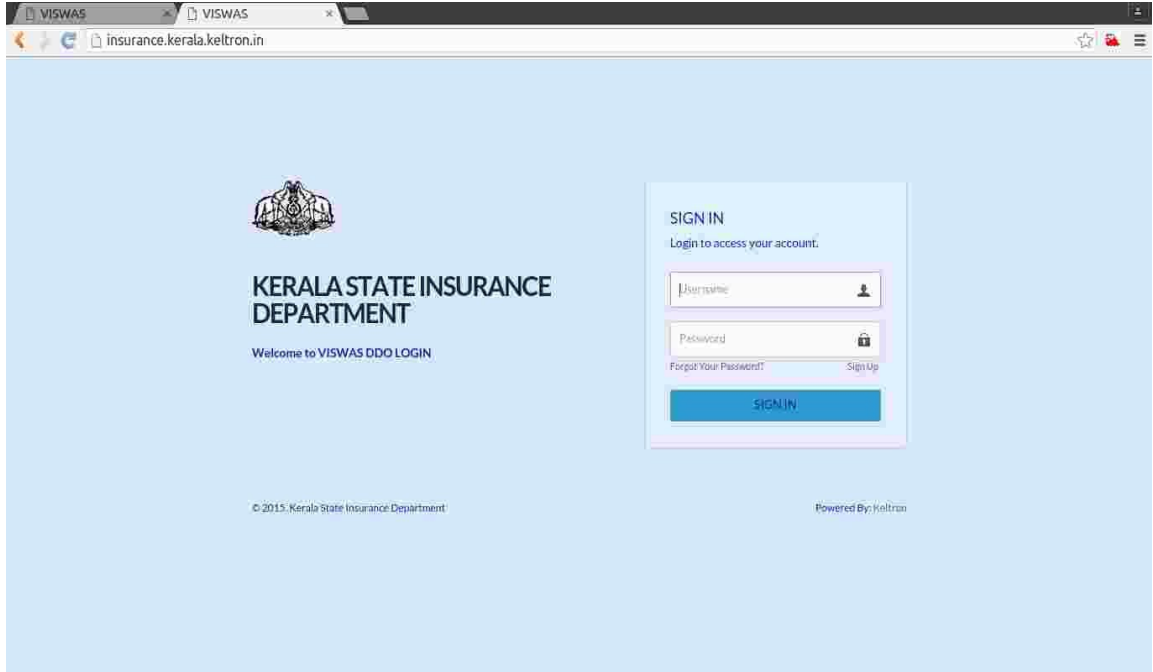 VISWAS
VISWAS
insurance.kerala.keltron.in
KERALA STATE INSURANCE
DEPARTMENT
Welcome to VISWAS DDO LOGIN
SIGN IN
Login to access your account.
Username
Password
Forgot Your Password? Sign Up
SIGN IN
© 2015. Kerala State Insurance Department
Powered By: Keltron